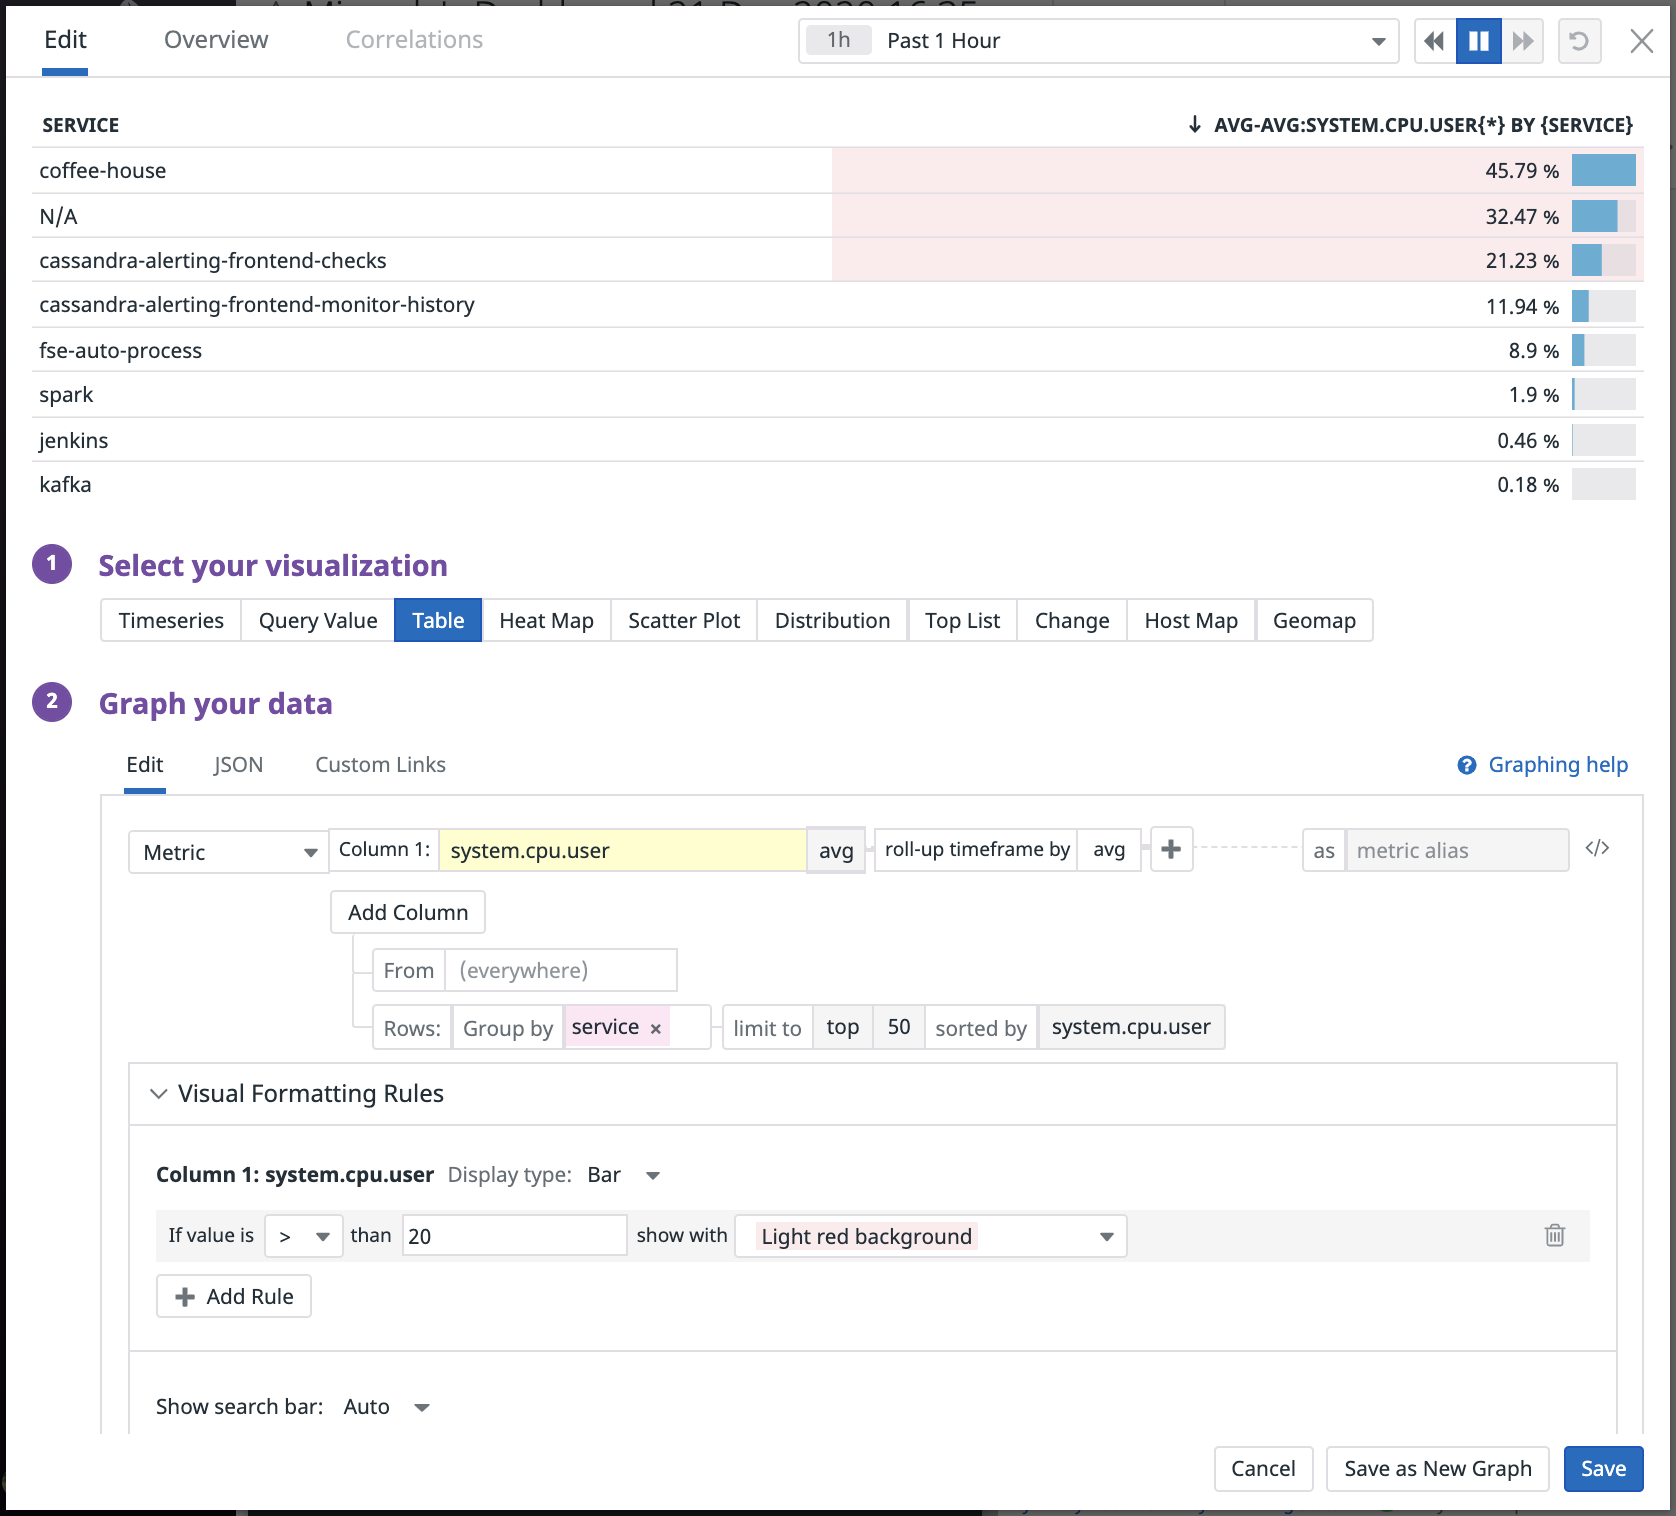 Edit Overview Correlations 1h Past 1 Hour
SERVICE AVG-AVG:SYSTEM.CPU.USER{*} BY {SERVICE}
coffee-house 45.79 %
N/A 32.47 %
cassandra-alerting-frontend-checks 21.23 %
cassandra-alerting-frontend-monitor-history 11.94 %
fse-auto-process 8.9 %
spark 1.9 %
jenkins 0.46 %
kafka 0.18 %
1 Select your visualization
Timeseries Query Value Table Heat Map Scatter Plot Distribution Top List Change Host Map Geomap
2 Graph your data
Edit JSON Custom Links Graphing help
Metric Column 1: system.cpu.user avg roll-up timeframe by avg as metric alias </>
Add Column
From (everywhere)
Rows: Group by service × limit to top 50 sorted by system.cpu.user
Visual Formatting Rules
Column 1: system.cpu.user Display type: Bar
If value is > than 20 show with Light red background
Add Rule
Show search bar: Auto
Cancel Save as New Graph Save